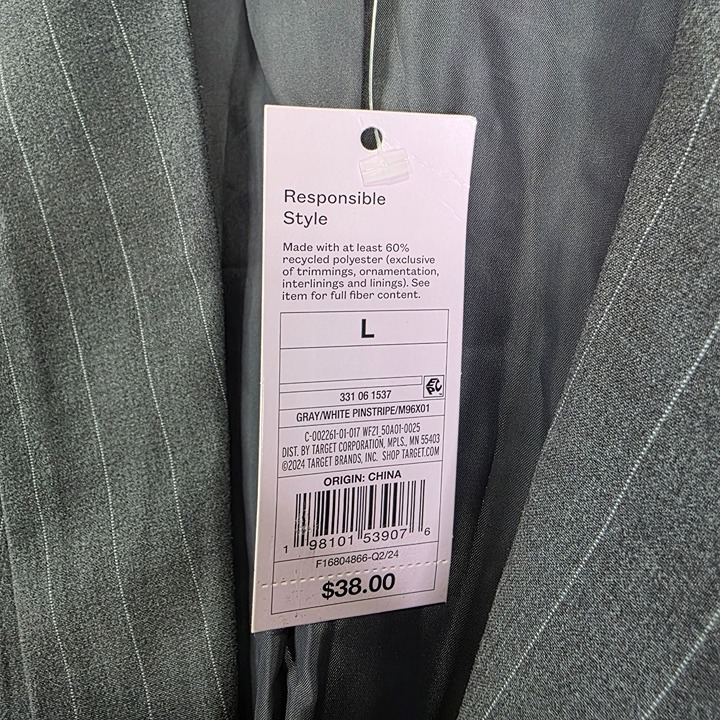 Responsible
Style
Made with at least 60%
recycled polyester (exclusive
of trimmings, ornamentation,
interlinings and linings). See
item for full fiber content.
L
331 06 1537
GRAY/WHITE PINSTRIPE/M96X01
C-002261-01-017 WF21 50A01-0025
DIST. BY TARGET CORPORATION, MPLS., MN 55403
©2024 TARGET BRANDS, INC. SHOP TARGET.COM
ORIGIN: CHINA
1 98101 53907 6
F16804866-Q2/24
$38.00